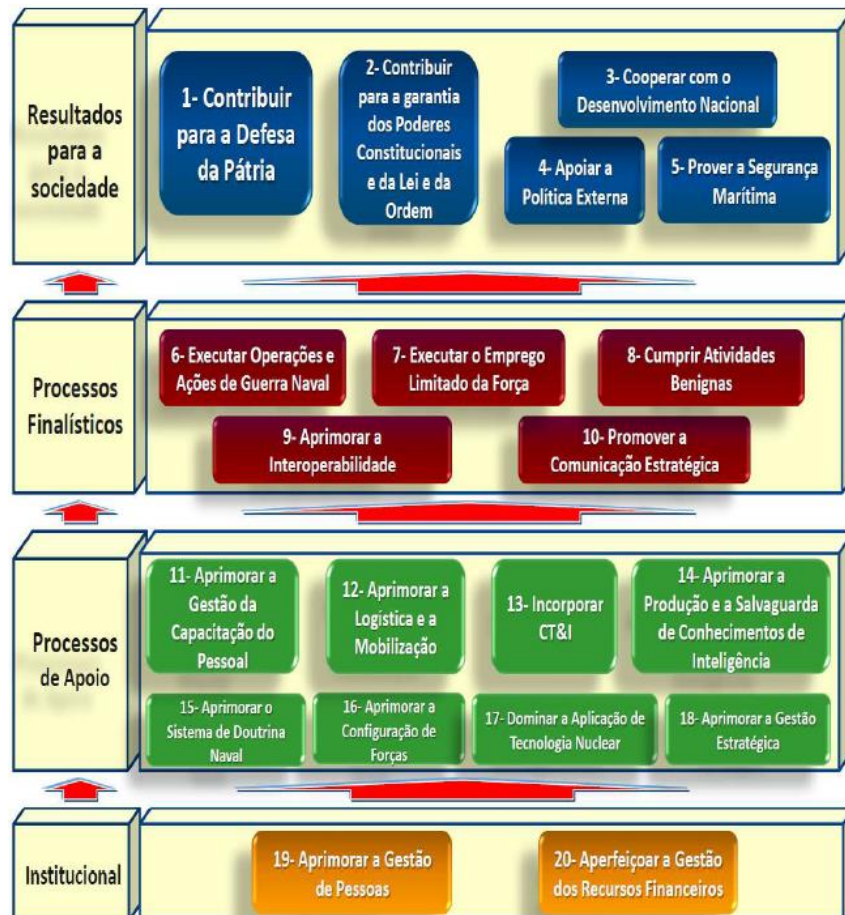 Resultados
para a
sociedade
1- Contribuir
para a Defesa
da Pátria
2- Contribuir
para a garantia
dos Poderes
Constitucionais
e da Lei e da
Ordem
3- Cooperar com o
Desenvolvimento Nacional
4- Apoiar a
Política Externa
5- Prover a Segurança
Marítima
Processos
Finalísticos
6- Executar Operações e
Ações de Guerra Naval
7- Executar o Emprego
Limitado da Força
8- Cumprir Atividades
Benignas
9- Aprimorar a
Interoperabilidade
10- Promover a
Comunicação Estratégica
Processos
de Apoio
11- Aprimorar a
Gestão da
Capacitação do
Pessoal
12- Aprimorar a
Logística e a
Mobilização
13- Incorporar
CT&I
14- Aprimorar a
Produção e a Salvaguarda
de Conhecimentos de
Inteligência
15- Aprimorar o
Sistema de Doutrina
Naval
16- Aprimorar a
Configuração de
Forças
17- Dominar a Aplicação de
Tecnologia Nuclear
18- Aprimorar a Gestão
Estratégica
Institucional
19- Aprimorar a Gestão
de Pessoas
20- Aperfeiçoar a Gestão
dos Recursos Financeiros